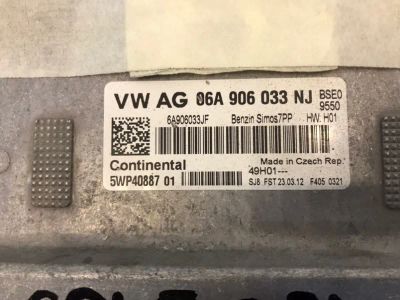 VW AG 06A 906 033 NJ BSE0
9550
6A906033JF Benzin Simos7PP HW: H01
Continental Made in Czech Rep.
5WP40887 01 49H01---
SJ8 FST 23.03.12 F405 0321